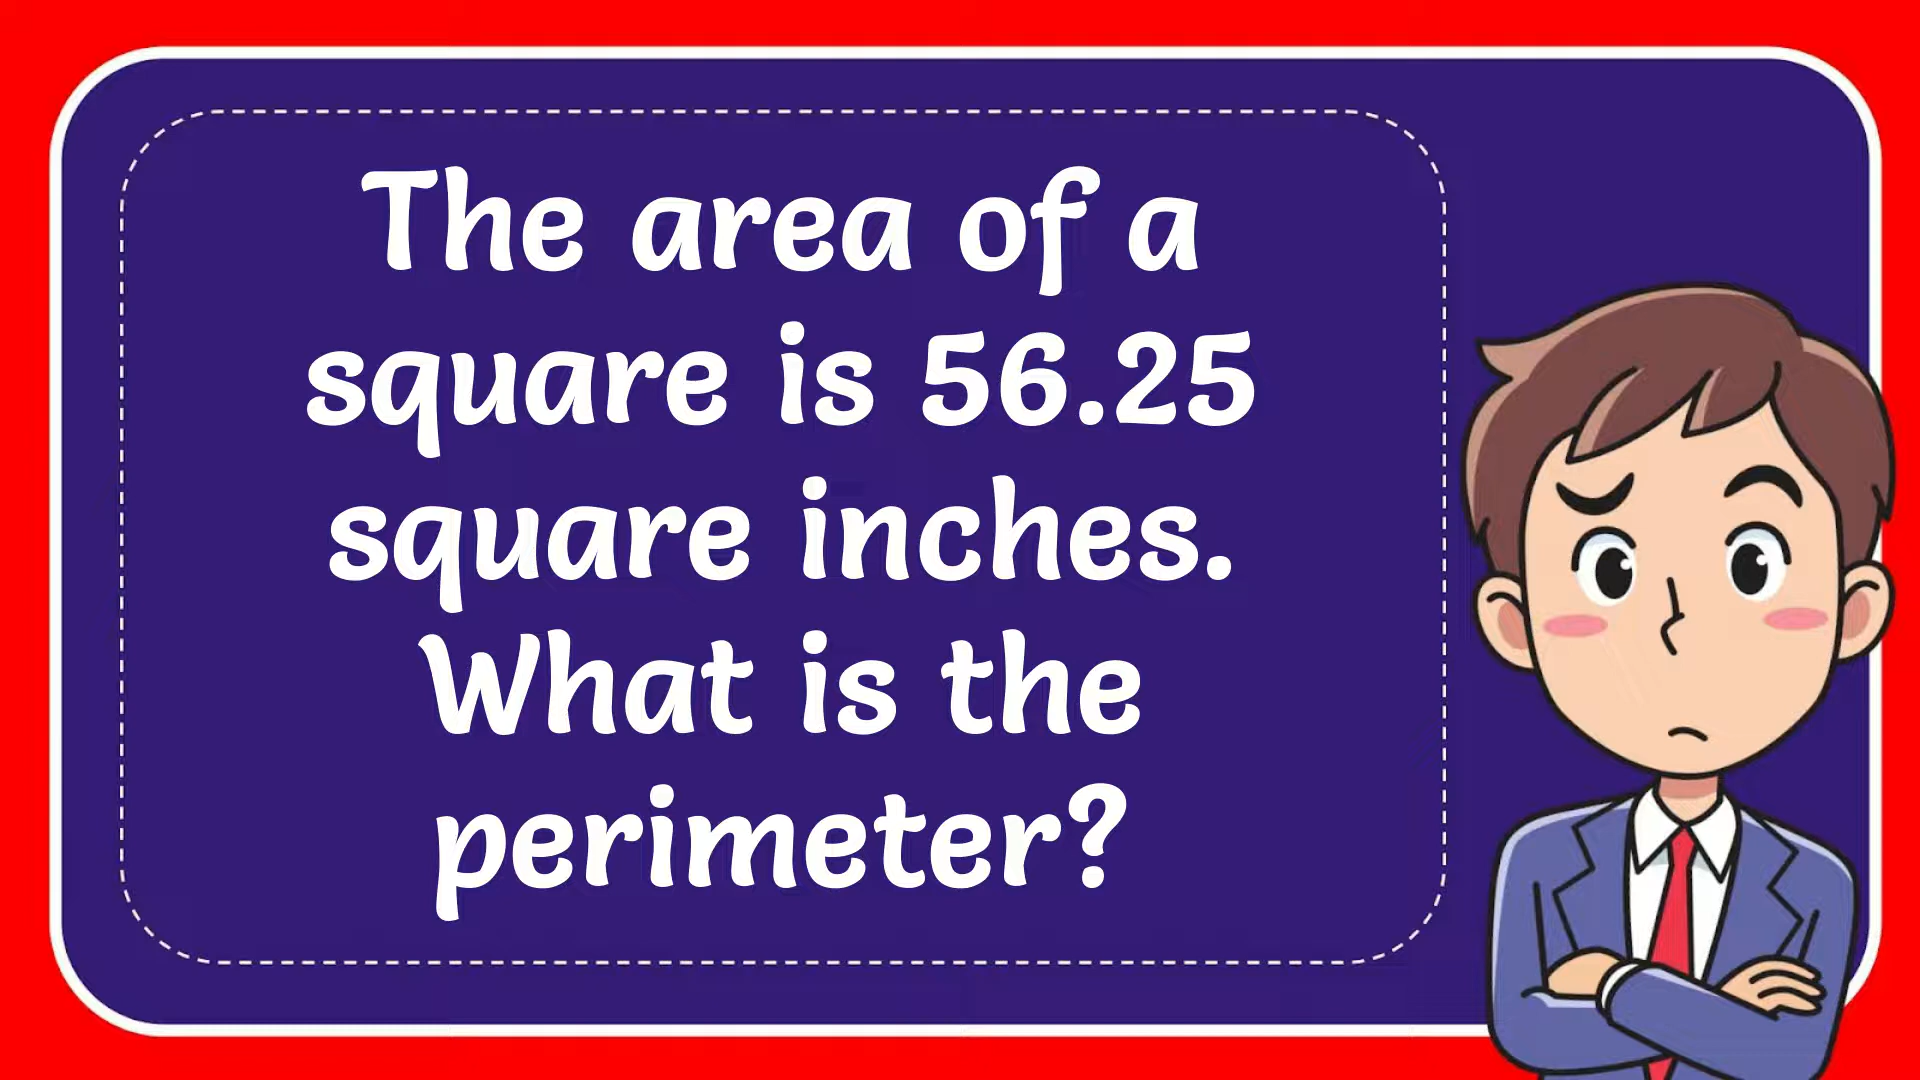 The area of a
square is 56.25
square inches.
What is the
perimeter?